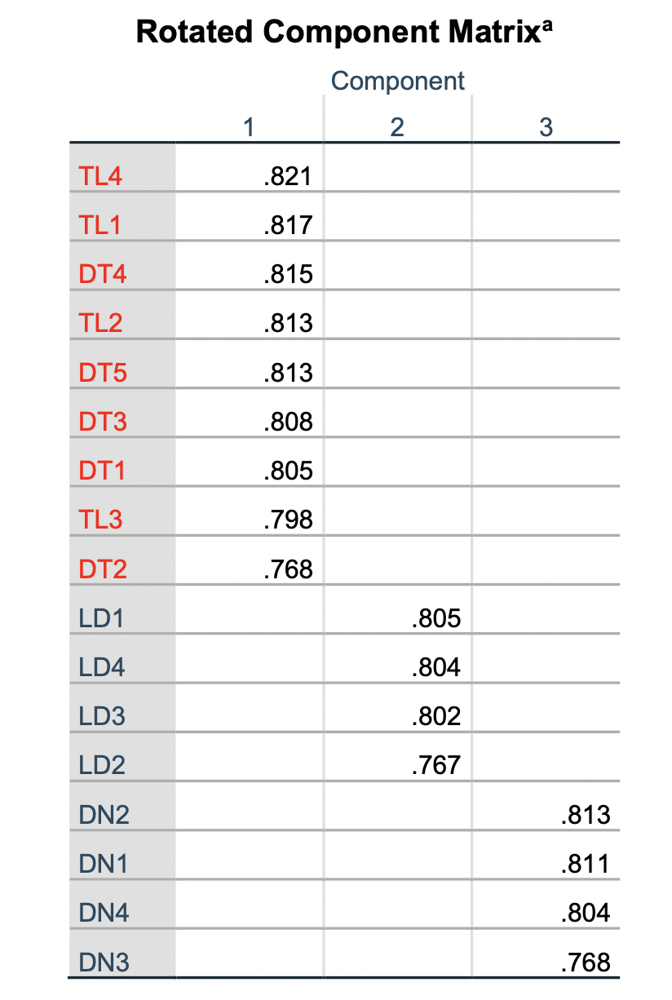 Rotated Component Matrixᵃ
Component
1 2 3
TL4 .821
TL1 .817
DT4 .815
TL2 .813
DT5 .813
DT3 .808
DT1 .805
TL3 .798
DT2 .768
LD1 .805
LD4 .804
LD3 .802
LD2 .767
DN2 .813
DN1 .811
DN4 .804
DN3 .768